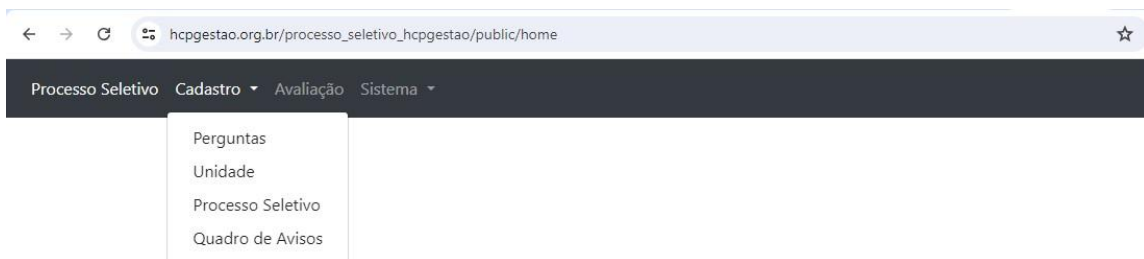 hcpgestao.org.br/processo_seletivo_hcpgestao/public/home
Processo Seletivo Cadastro Avaliação Sistema
Perguntas
Unidade
Processo Seletivo
Quadro de Avisos